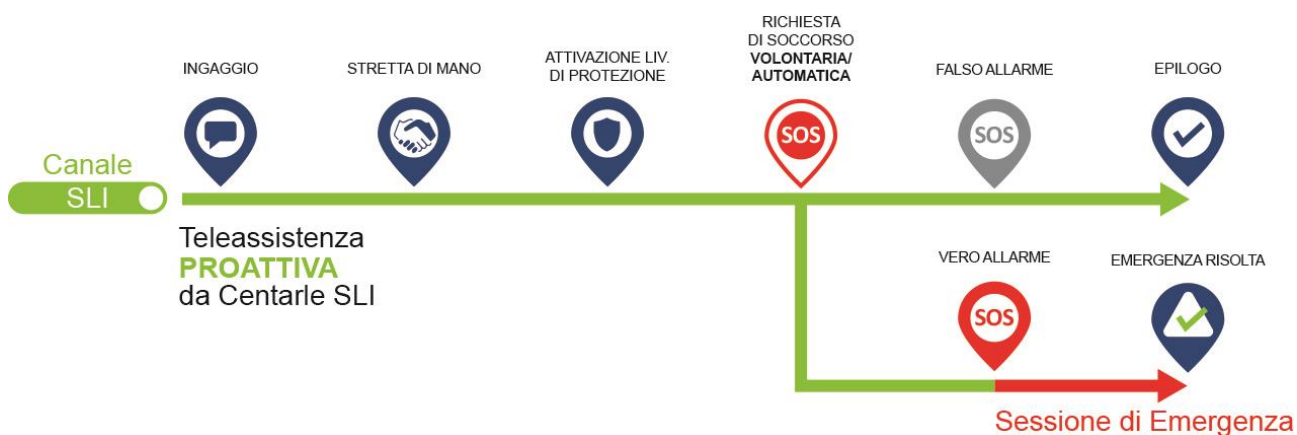 INGAGGIO
STRETTA DI MANO
ATTIVAZIONE LIV.
DI PROTEZIONE
RICHIESTA
DI SOCCORSO
VOLONTARIA/
AUTOMATICA
SOS
FALSO ALLARME
SOS
EPILOGO
Canale
SLI
Teleassistenza
PROATTIVA
da Centarle SLI
VERO ALLARME
SOS
EMERGENZA RISOLTA
Sessione di Emergenza